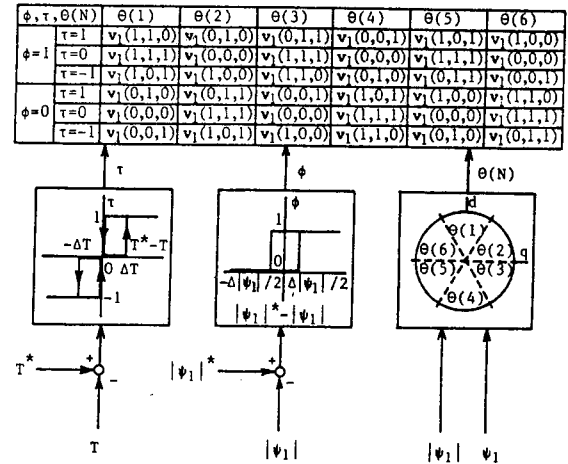 φ,τ,θ(N) θ(1) θ(2) θ(3) θ(4) θ(5) θ(6)
φ=1 τ=1 v₁(1,1,0) v₁(0,1,0) v₁(0,1,1) v₁(0,0,1) v₁(1,0,1) v₁(1,0,0)
τ=0 v₁(1,1,1) v₁(0,0,0) v₁(1,1,1) v₁(0,0,0) v₁(1,1,1) v₁(0,0,0)
τ=-1 v₁(1,0,1) v₁(1,0,0) v₁(1,1,0) v₁(0,1,0) v₁(0,1,1) v₁(0,0,1)
φ=0 τ=1 v₁(0,1,0) v₁(0,1,1) v₁(0,0,1) v₁(1,0,1) v₁(1,0,0) v₁(1,1,0)
τ=0 v₁(0,0,0) v₁(1,1,1) v₁(0,0,0) v₁(1,1,1) v₁(0,0,0) v₁(1,1,1)
τ=-1 v₁(0,0,1) v₁(1,0,1) v₁(1,0,0) v₁(1,1,0) v₁(0,1,0) v₁(0,1,1)
τ φ θ(N)
τ φ d
1 1 θ(1)
-ΔT T*-T θ(6) θ(2) q
0 ΔT 0 θ(5) θ(3)
-Δ|ψ₁|/2 Δ|ψ₁|/2
-1 |ψ₁|*-|ψ₁| θ(4)
+ +
T* |ψ₁|*
- -
T |ψ₁| |ψ₁| ψ₁